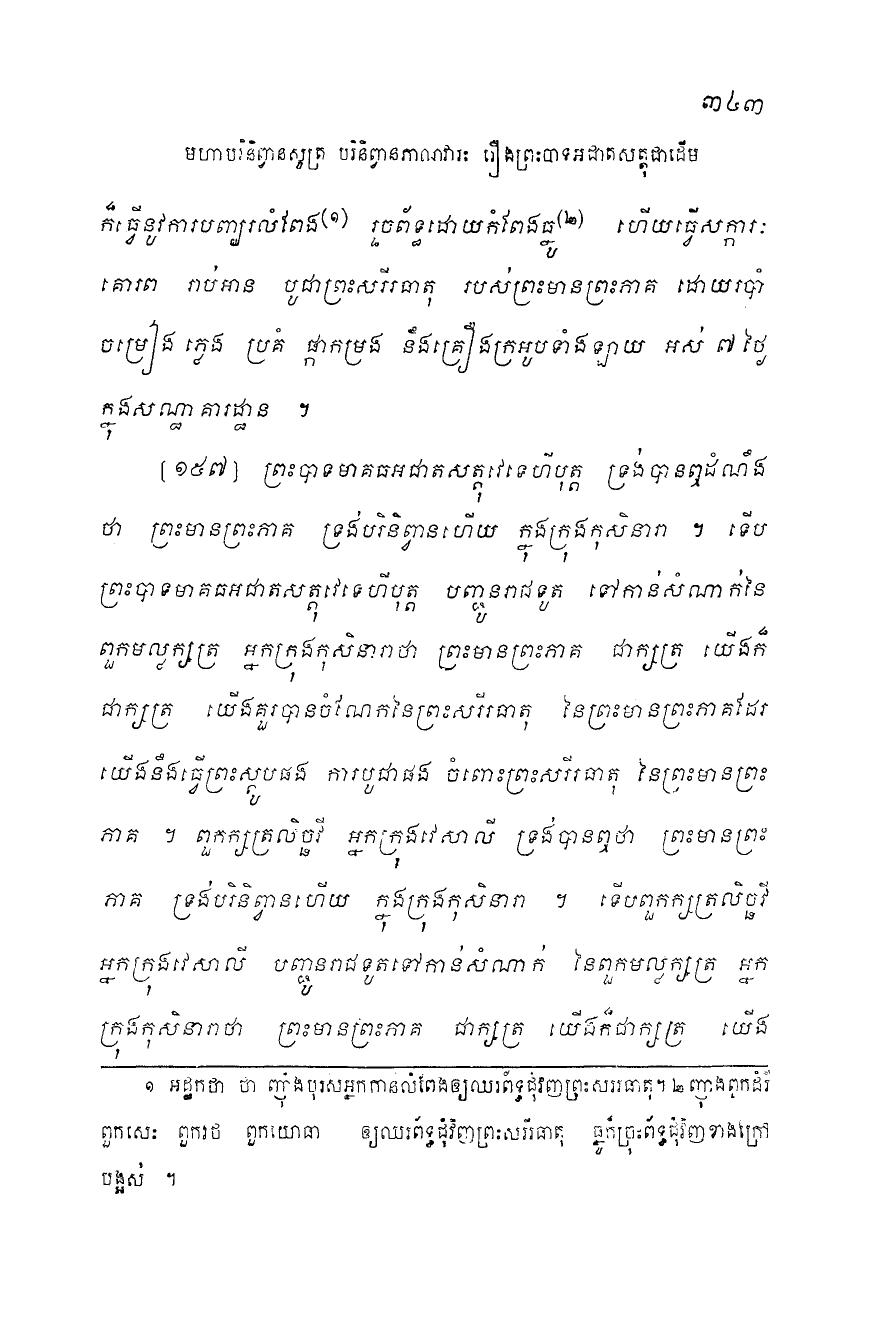 ៣៤៣
មហាបរិនិព្វានសូត្រ បរិនិព្វានភាណវារៈ រឿងព្រះបាទអជាតសត្តុជាដើម
ក៏ធ្វើនូវការបញ្ឈរលំពែង(១) រួចព័ទ្ធដោយកំពែងធ្នូ(២) ហើយធ្វើសក្ការៈ
គោរព រាប់អាន បូជាព្រះសរីរធាតុ របស់ព្រះមានព្រះភាគ ដោយរបាំ
ចម្រៀង ភ្លេង ប្រគំ ផ្កាកម្រង នឹងគ្រឿងក្រអូបទាំងឡាយ អស់ ៧ ថ្ងៃ
ក្នុងសណ្ឋាគារដ្ឋាន ។
[១៥៧] ព្រះបាទមាគធអជាតសត្តុវេទេហីបុត្ត ទ្រង់បានឮដំណឹង
ថា ព្រះមានព្រះភាគ ទ្រង់បរិនិព្វានហើយ ក្នុងក្រុងកុសិនារា ។ ទើប
ព្រះបាទមាគធអជាតសត្តុវេទេហីបុត្ត បញ្ជូនរាជទូត ទៅកាន់សំណាក់នៃ
ពួកមល្លក្សត្រ អ្នកក្រុងកុសិនារាថា ព្រះមានព្រះភាគ ជាក្សត្រ យើងក៏
ជាក្សត្រ យើងគួរបានចំណែកនៃព្រះសរីរធាតុ នៃព្រះមានព្រះភាគដែរ
យើងនឹងធ្វើព្រះស្តូបផង ការបូជាផង ចំពោះព្រះសរីរធាតុ នៃព្រះមានព្រះ
ភាគ ។ ពួកក្សត្រលិច្ឆវី អ្នកក្រុងវេសាលី ទ្រង់បានឮថា ព្រះមានព្រះ
ភាគ ទ្រង់បរិនិព្វានហើយ ក្នុងក្រុងកុសិនារា ។ ទើបពួកក្សត្រលិច្ឆវី
អ្នកក្រុងវេសាលី បញ្ជូនរាជទូតទៅកាន់សំណាក់ នៃពួកមល្លក្សត្រ អ្នក
ក្រុងកុសិនារាថា ព្រះមានព្រះភាគ ជាក្សត្រ យើងក៏ជាក្សត្រ យើង
១ អដ្ឋកថា ថា ញ៉ាំងបុរសអ្នកកាន់លំពែងឲ្យឈរព័ទ្ធជុំវិញព្រះសរីរធាតុ។ ២ ញ៉ាំងពួកដំរី
ពួកសេះ ពួករថ ពួកយោធា ឲ្យឈរព័ទ្ធជុំវិញព្រះសរីរធាតុ ធ្នូក៏ច្រុះព័ទ្ធជុំវិញខាងក្រៅ
បង្អស់ ។